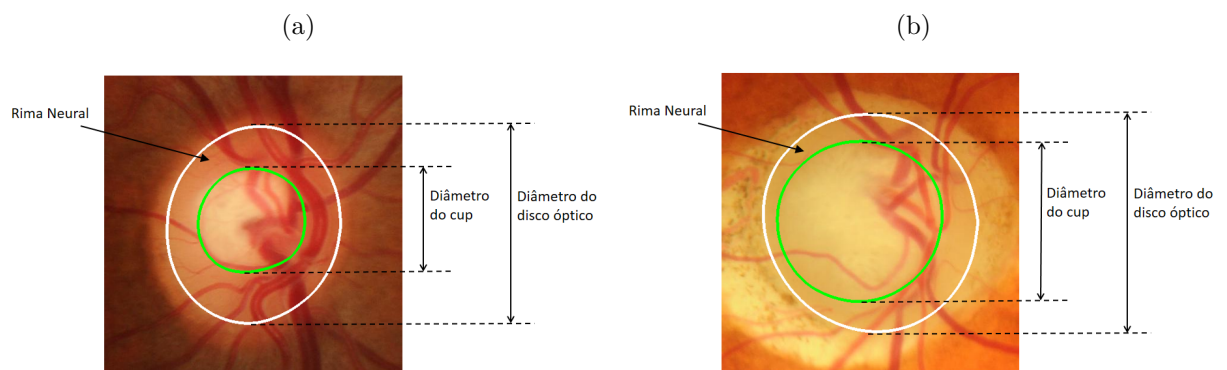 (a)
Rima Neural
Diâmetro
do cup
Diâmetro do
disco óptico
(b)
Rima Neural
Diâmetro
do cup
Diâmetro do
disco óptico